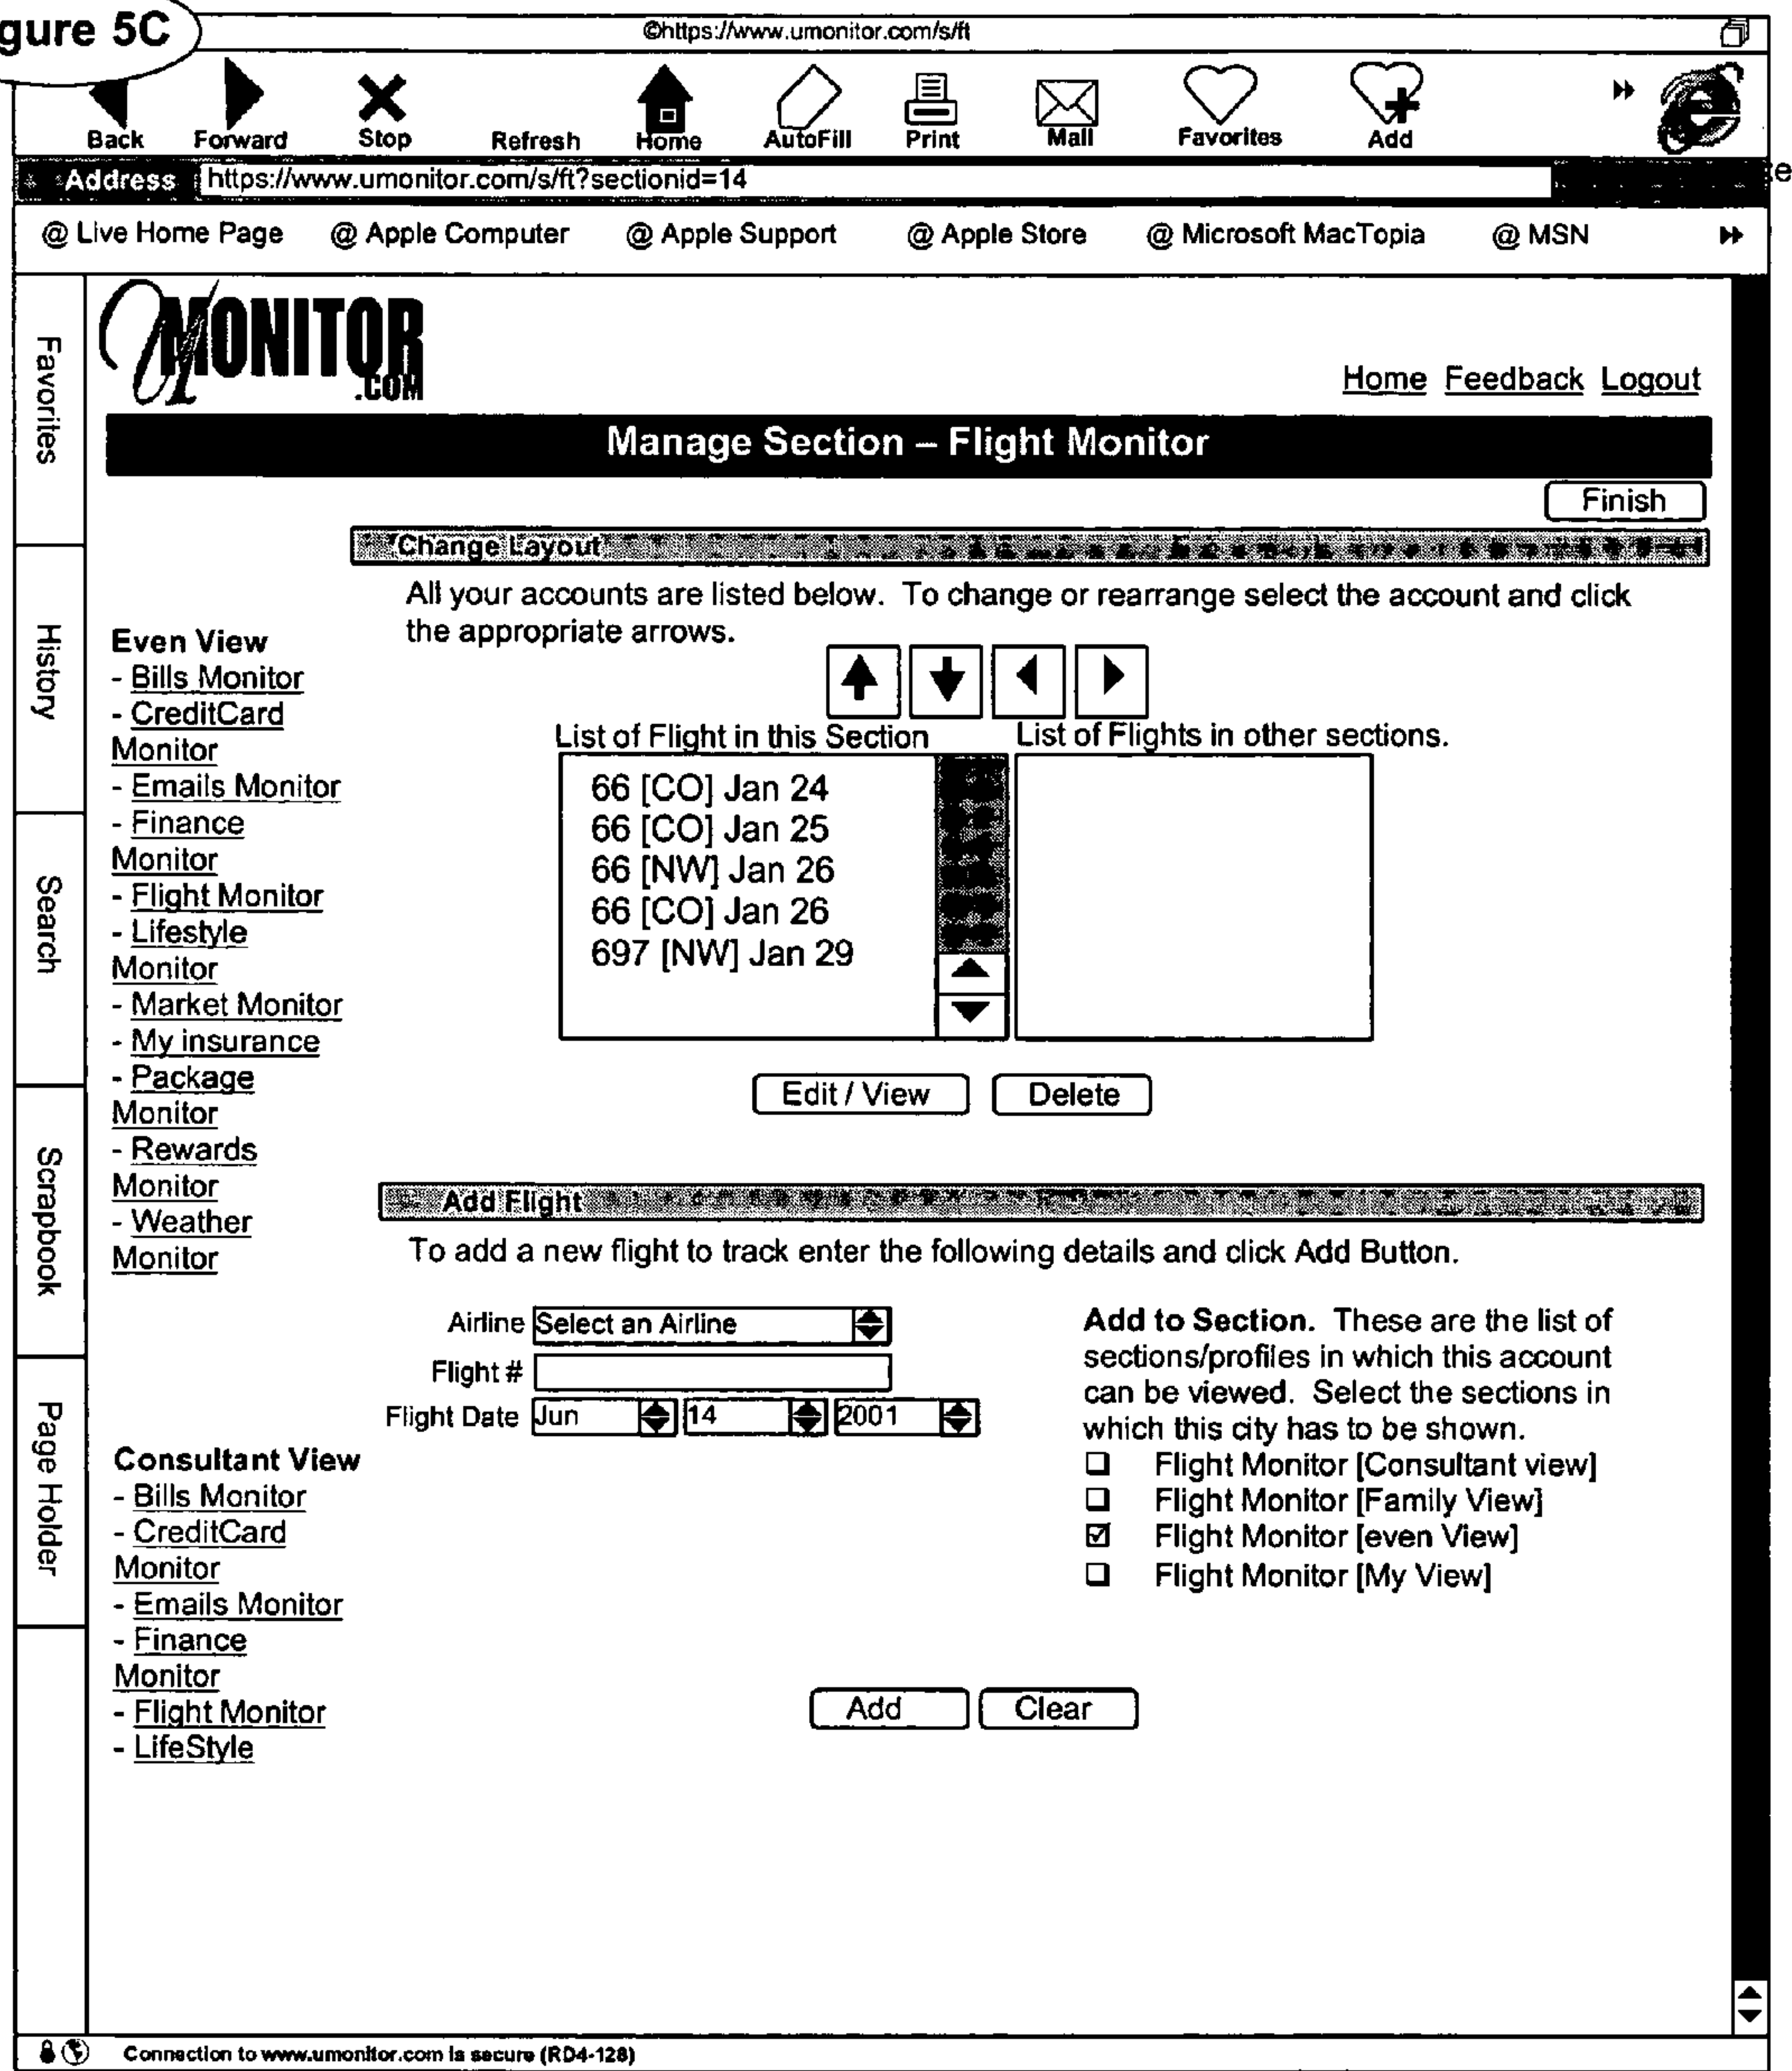 gure 5C
©https://www.umonitor.com/s/ft
Back Forward Stop Refresh Home AutoFill Print Mail Favorites Add
Address https://www.umonitor.com/s/ft?sectionid=14
@ Live Home Page @ Apple Computer @ Apple Support @ Apple Store @ Microsoft MacTopia @ MSN
Favorites
History
Search
Scrapbook
Page Holder
UMONITOR
.COM
Home Feedback Logout
Manage Section – Flight Monitor
Finish
Change Layout
All your accounts are listed below. To change or rearrange select the account and click
the appropriate arrows.
Even View
- Bills Monitor
- CreditCard
Monitor
- Emails Monitor
- Finance
Monitor
- Flight Monitor
- Lifestyle
Monitor
- Market Monitor
- My insurance
- Package
Monitor
- Rewards
Monitor
- Weather
Monitor
List of Flight in this Section
66 [CO] Jan 24
66 [CO] Jan 25
66 [NW] Jan 26
66 [CO] Jan 26
697 [NW] Jan 29
List of Flights in other sections.
Edit / View Delete
Add Flight
To add a new flight to track enter the following details and click Add Button.
Airline Select an Airline
Flight #
Flight Date Jun 14 2001
Add to Section. These are the list of
sections/profiles in which this account
can be viewed. Select the sections in
which this city has to be shown.
Flight Monitor [Consultant view]
Flight Monitor [Family View]
Flight Monitor [even View]
Flight Monitor [My View]
Consultant View
- Bills Monitor
- CreditCard
Monitor
- Emails Monitor
- Finance
Monitor
- Flight Monitor
- LifeStyle
Add Clear
Connection to www.umonitor.com is secure (RD4-128)